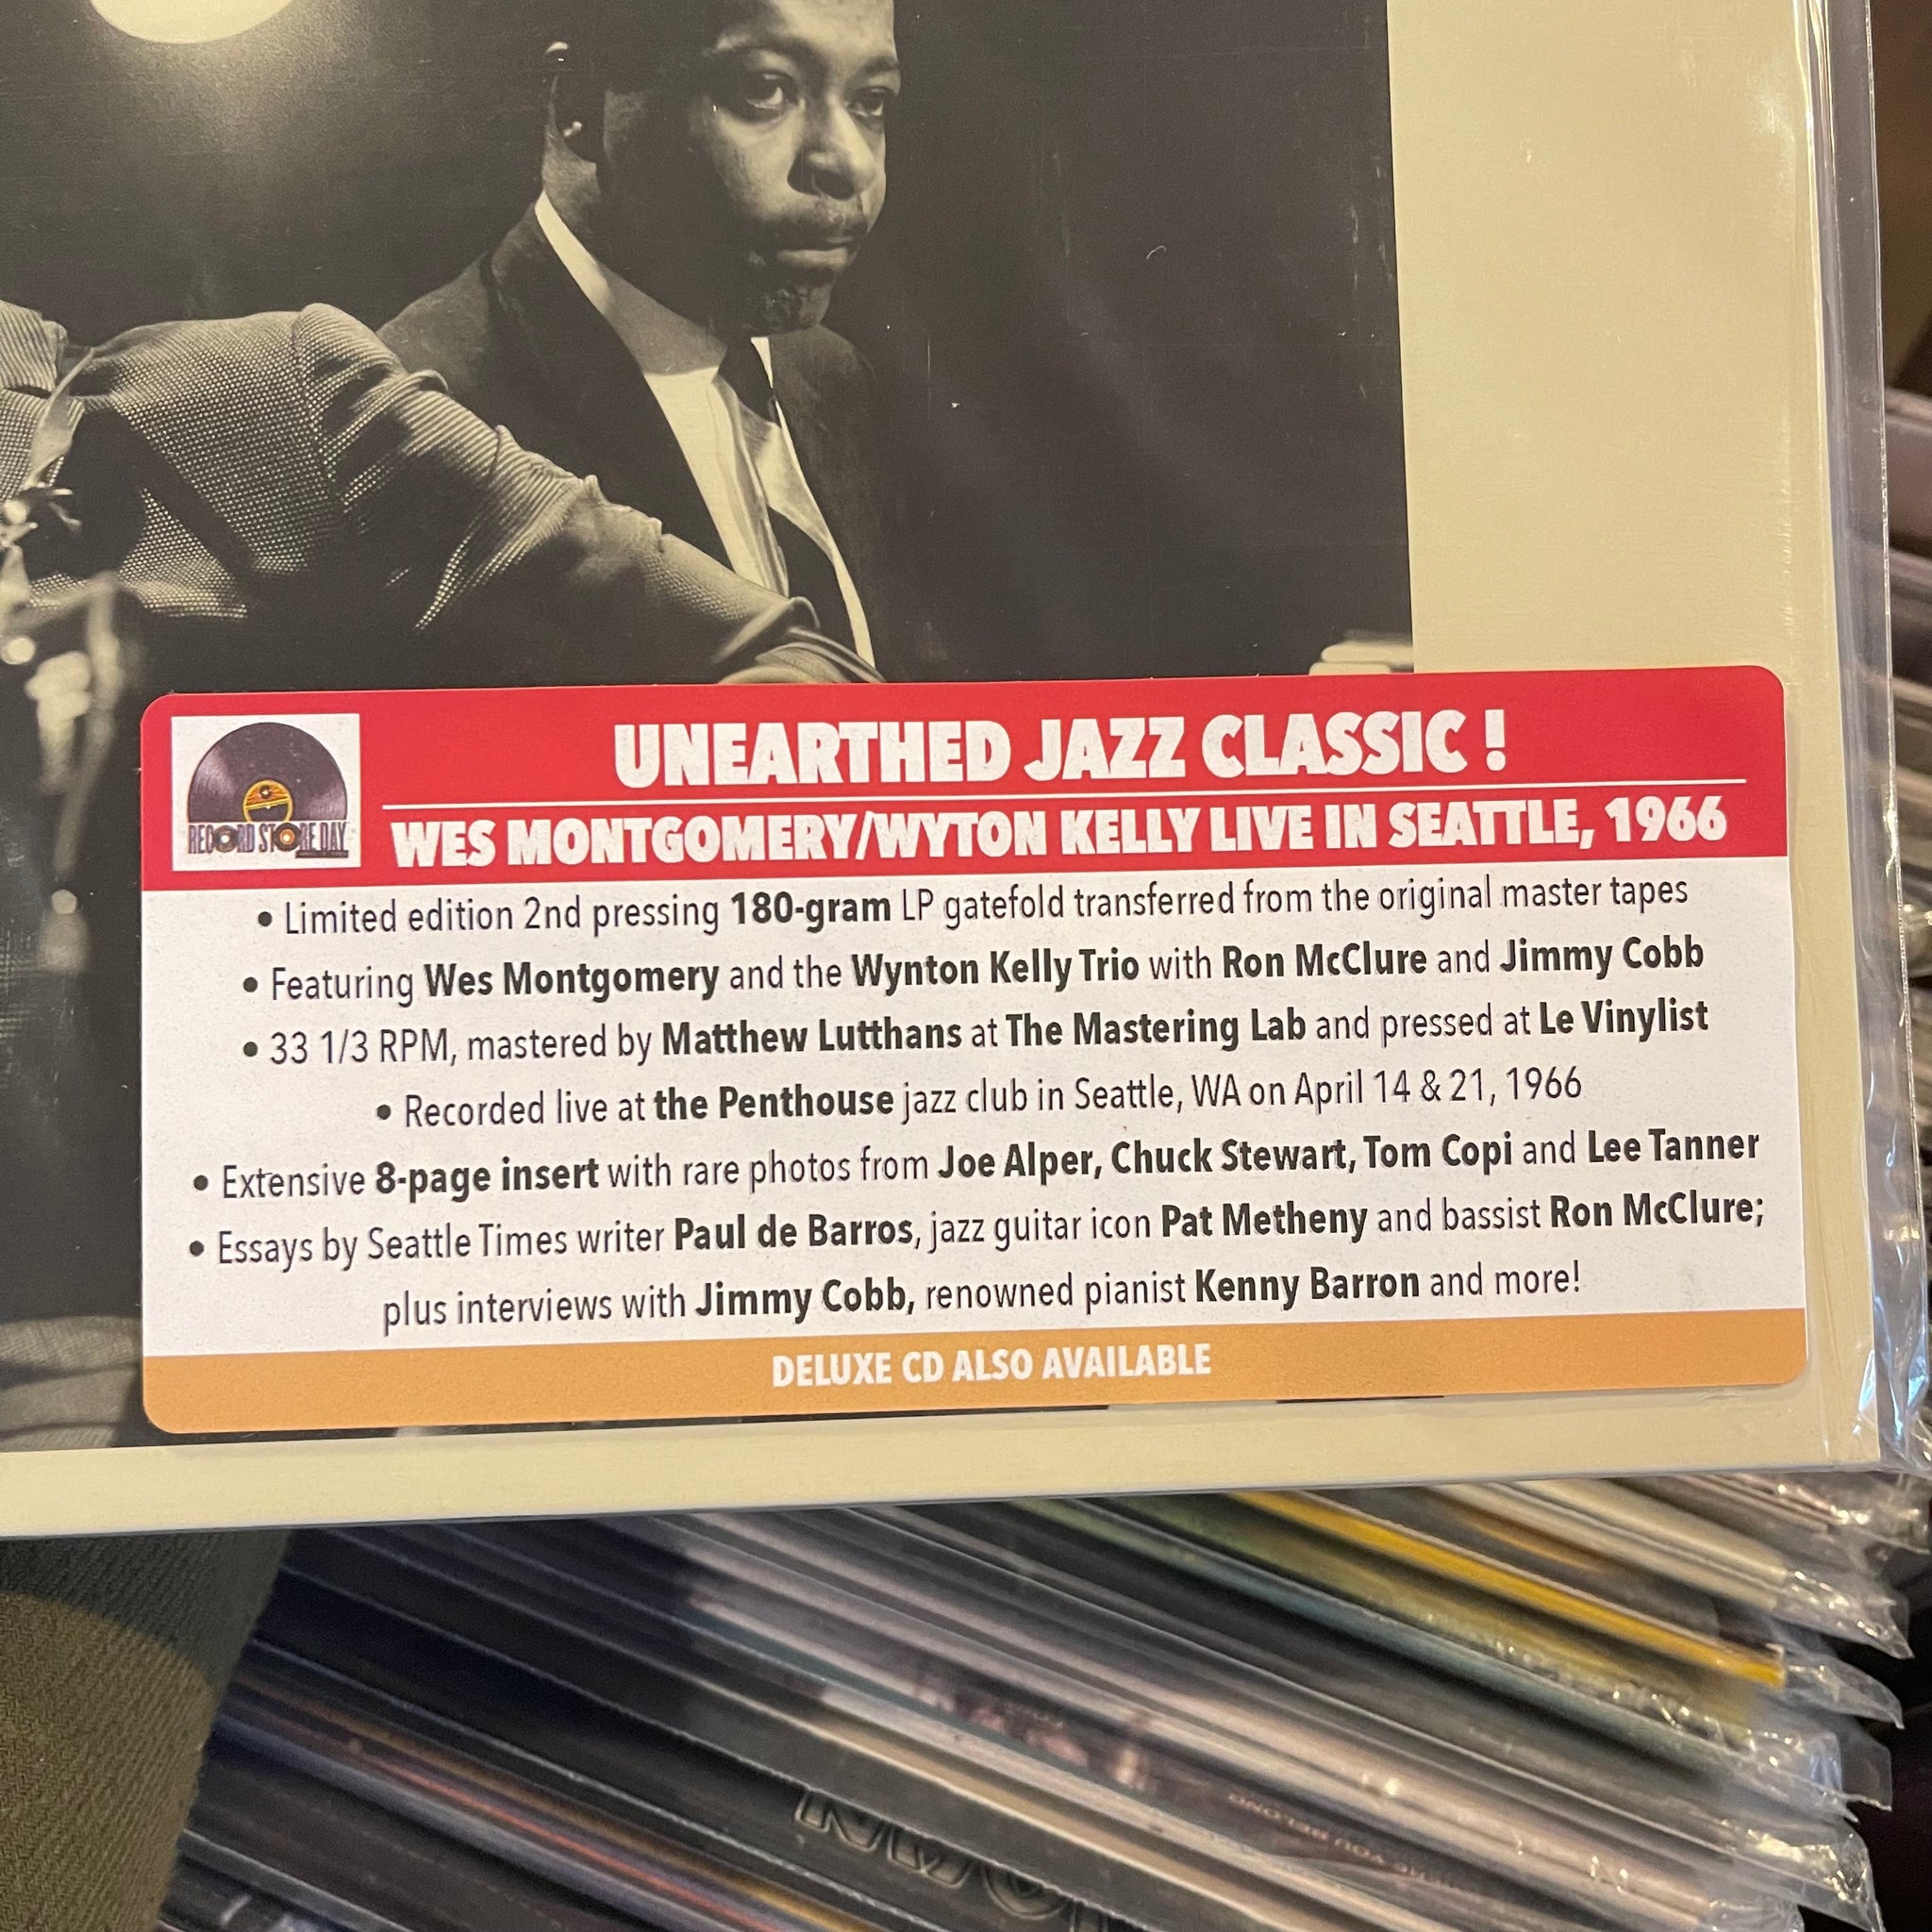 RECORD STORE DAY
UNEARTHED JAZZ CLASSIC !
WES MONTGOMERY/WYTON KELLY LIVE IN SEATTLE, 1966
• Limited edition 2nd pressing 180-gram LP gatefold transferred from the original master tapes
• Featuring Wes Montgomery and the Wynton Kelly Trio with Ron McClure and Jimmy Cobb
• 33 1/3 RPM, mastered by Matthew Lutthans at The Mastering Lab and pressed at Le Vinylist
• Recorded live at the Penthouse jazz club in Seattle, WA on April 14 & 21, 1966
• Extensive 8-page insert with rare photos from Joe Alper, Chuck Stewart, Tom Copi and Lee Tanner
• Essays by Seattle Times writer Paul de Barros, jazz guitar icon Pat Metheny and bassist Ron McClure;
plus interviews with Jimmy Cobb, renowned pianist Kenny Barron and more!
DELUXE CD ALSO AVAILABLE